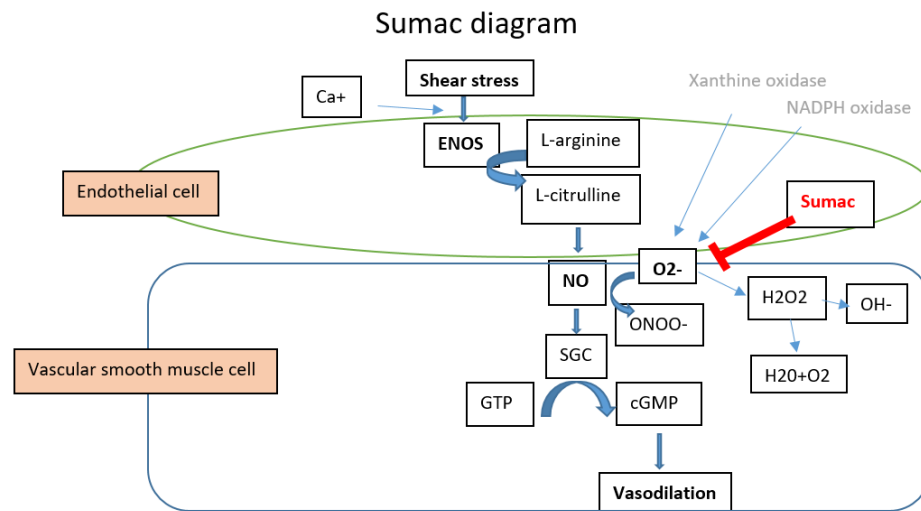 Sumac diagram
Shear stress
Ca+
Xanthine oxidase
NADPH oxidase
ENOS
L-arginine
Endothelial cell
L-citrulline
Sumac
NO
O2-
H2O2
OH-
ONOO-
SGC
Vascular smooth muscle cell
H20+O2
GTP
cGMP
Vasodilation